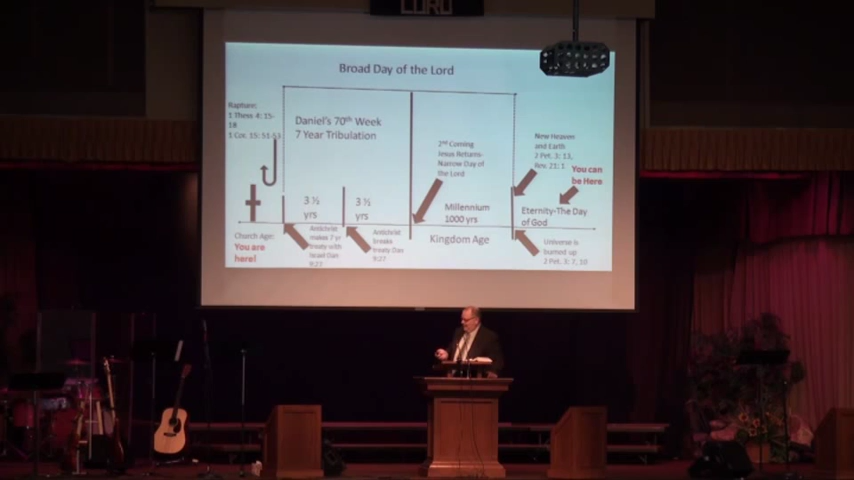 LORD
Broad Day of the Lord
Rapture:
1 Thess 4: 15-
18
1 Cor. 15: 51-53
Daniel's 70th Week
7 Year Tribulation
2nd Coming
Jesus Returns-
Narrow Day of
the Lord
New Heaven
and Earth
2 Pet. 3: 13,
Rev. 21: 1
You can
be Here
3 ½
yrs
3 ½
yrs
Millennium
1000 yrs
Eternity-The Day
of God
Church Age:
You are
here!
Antichrist
makes 7 yr
treaty with
Israel Dan
9:27
Antichrist
breaks
treaty Dan
9:27
Kingdom Age
Universe is
burned up
2 Pet. 3: 7, 10